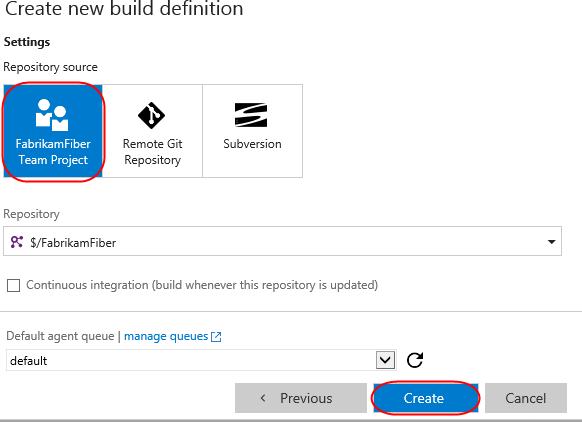 Create new build definition
Settings
Repository source
FabrikamFiber
Team Project
Remote Git
Repository
Subversion
Repository
$/FabrikamFiber
Continuous integration (build whenever this repository is updated)
Default agent queue | manage queues
default
< Previous
Create
Cancel